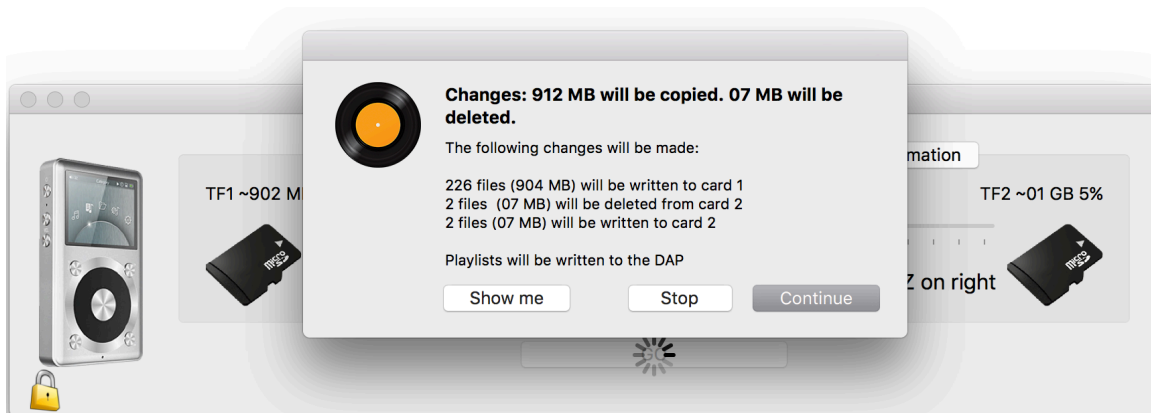 Changes: 912 MB will be copied. 07 MB will be
deleted.
The following changes will be made:
226 files (904 MB) will be written to card 1
2 files  (07 MB) will be deleted from card 2
2 files (07 MB) will be written to card 2
Playlists will be written to the DAP
Show me
Stop
Continue
TF1 ~902 M
mation
TF2 ~01 GB 5%
Z on right
GO
micro
micro